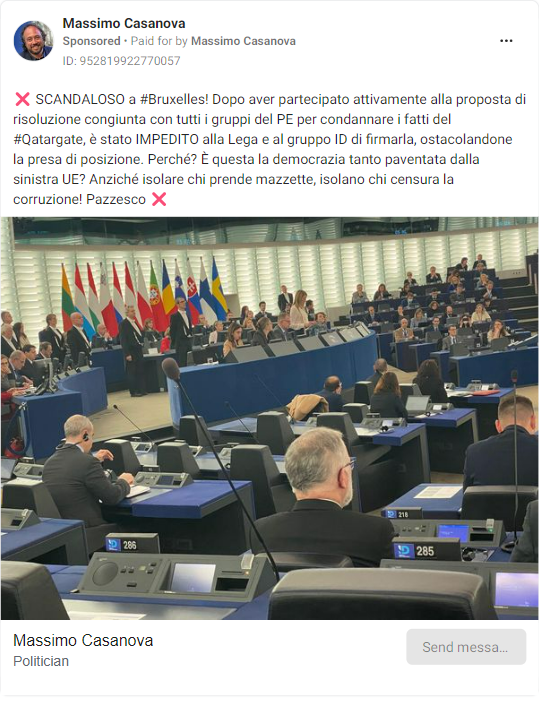 Massimo Casanova
Sponsored • Paid for by Massimo Casanova
ID: 952819922770057
❌ SCANDALOSO a #Bruxelles! Dopo aver partecipato attivamente alla proposta di
risoluzione congiunta con tutti i gruppi del PE per condannare i fatti del
#Qatargate, è stato IMPEDITO alla Lega e al gruppo ID di firmarla, ostacolandone
la presa di posizione. Perché? È questa la democrazia tanto paventata dalla
sinistra UE? Anziché isolare chi prende mazzette, isolano chi censura la
corruzione! Pazzesco ❌
218
286
285
Massimo Casanova
Politician
Send messa...